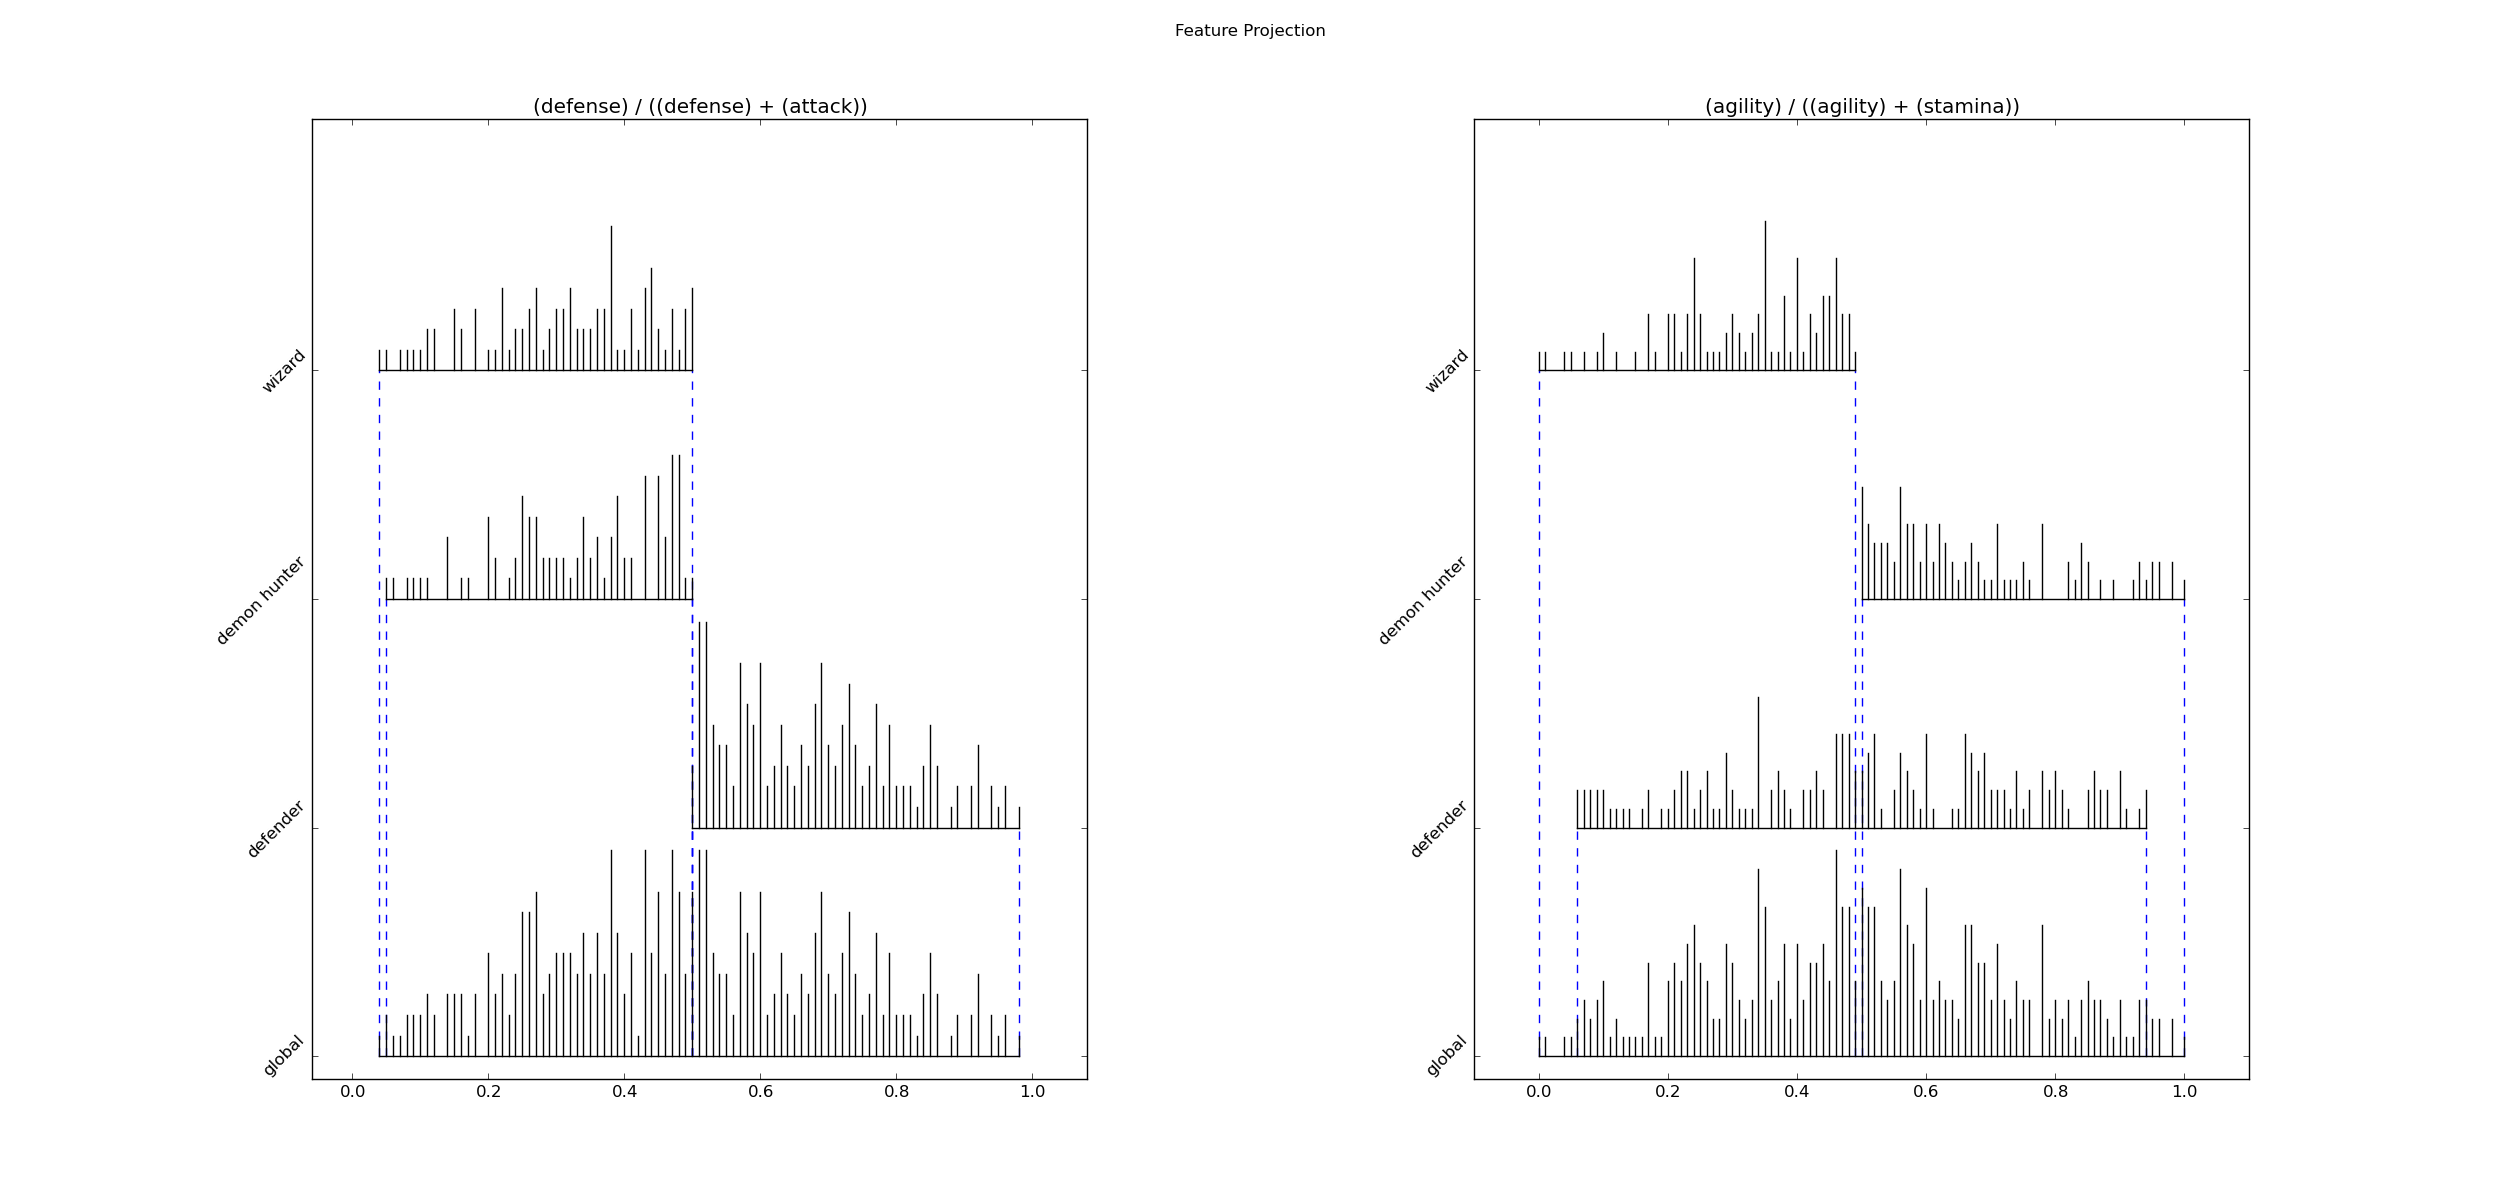 Feature Projection
(defense) / ((defense) + (attack))
wizard
demon hunter
defender
global
0.0 0.2 0.4 0.6 0.8 1.0
(agility) / ((agility) + (stamina))
wizard
demon hunter
defender
global
0.0 0.2 0.4 0.6 0.8 1.0